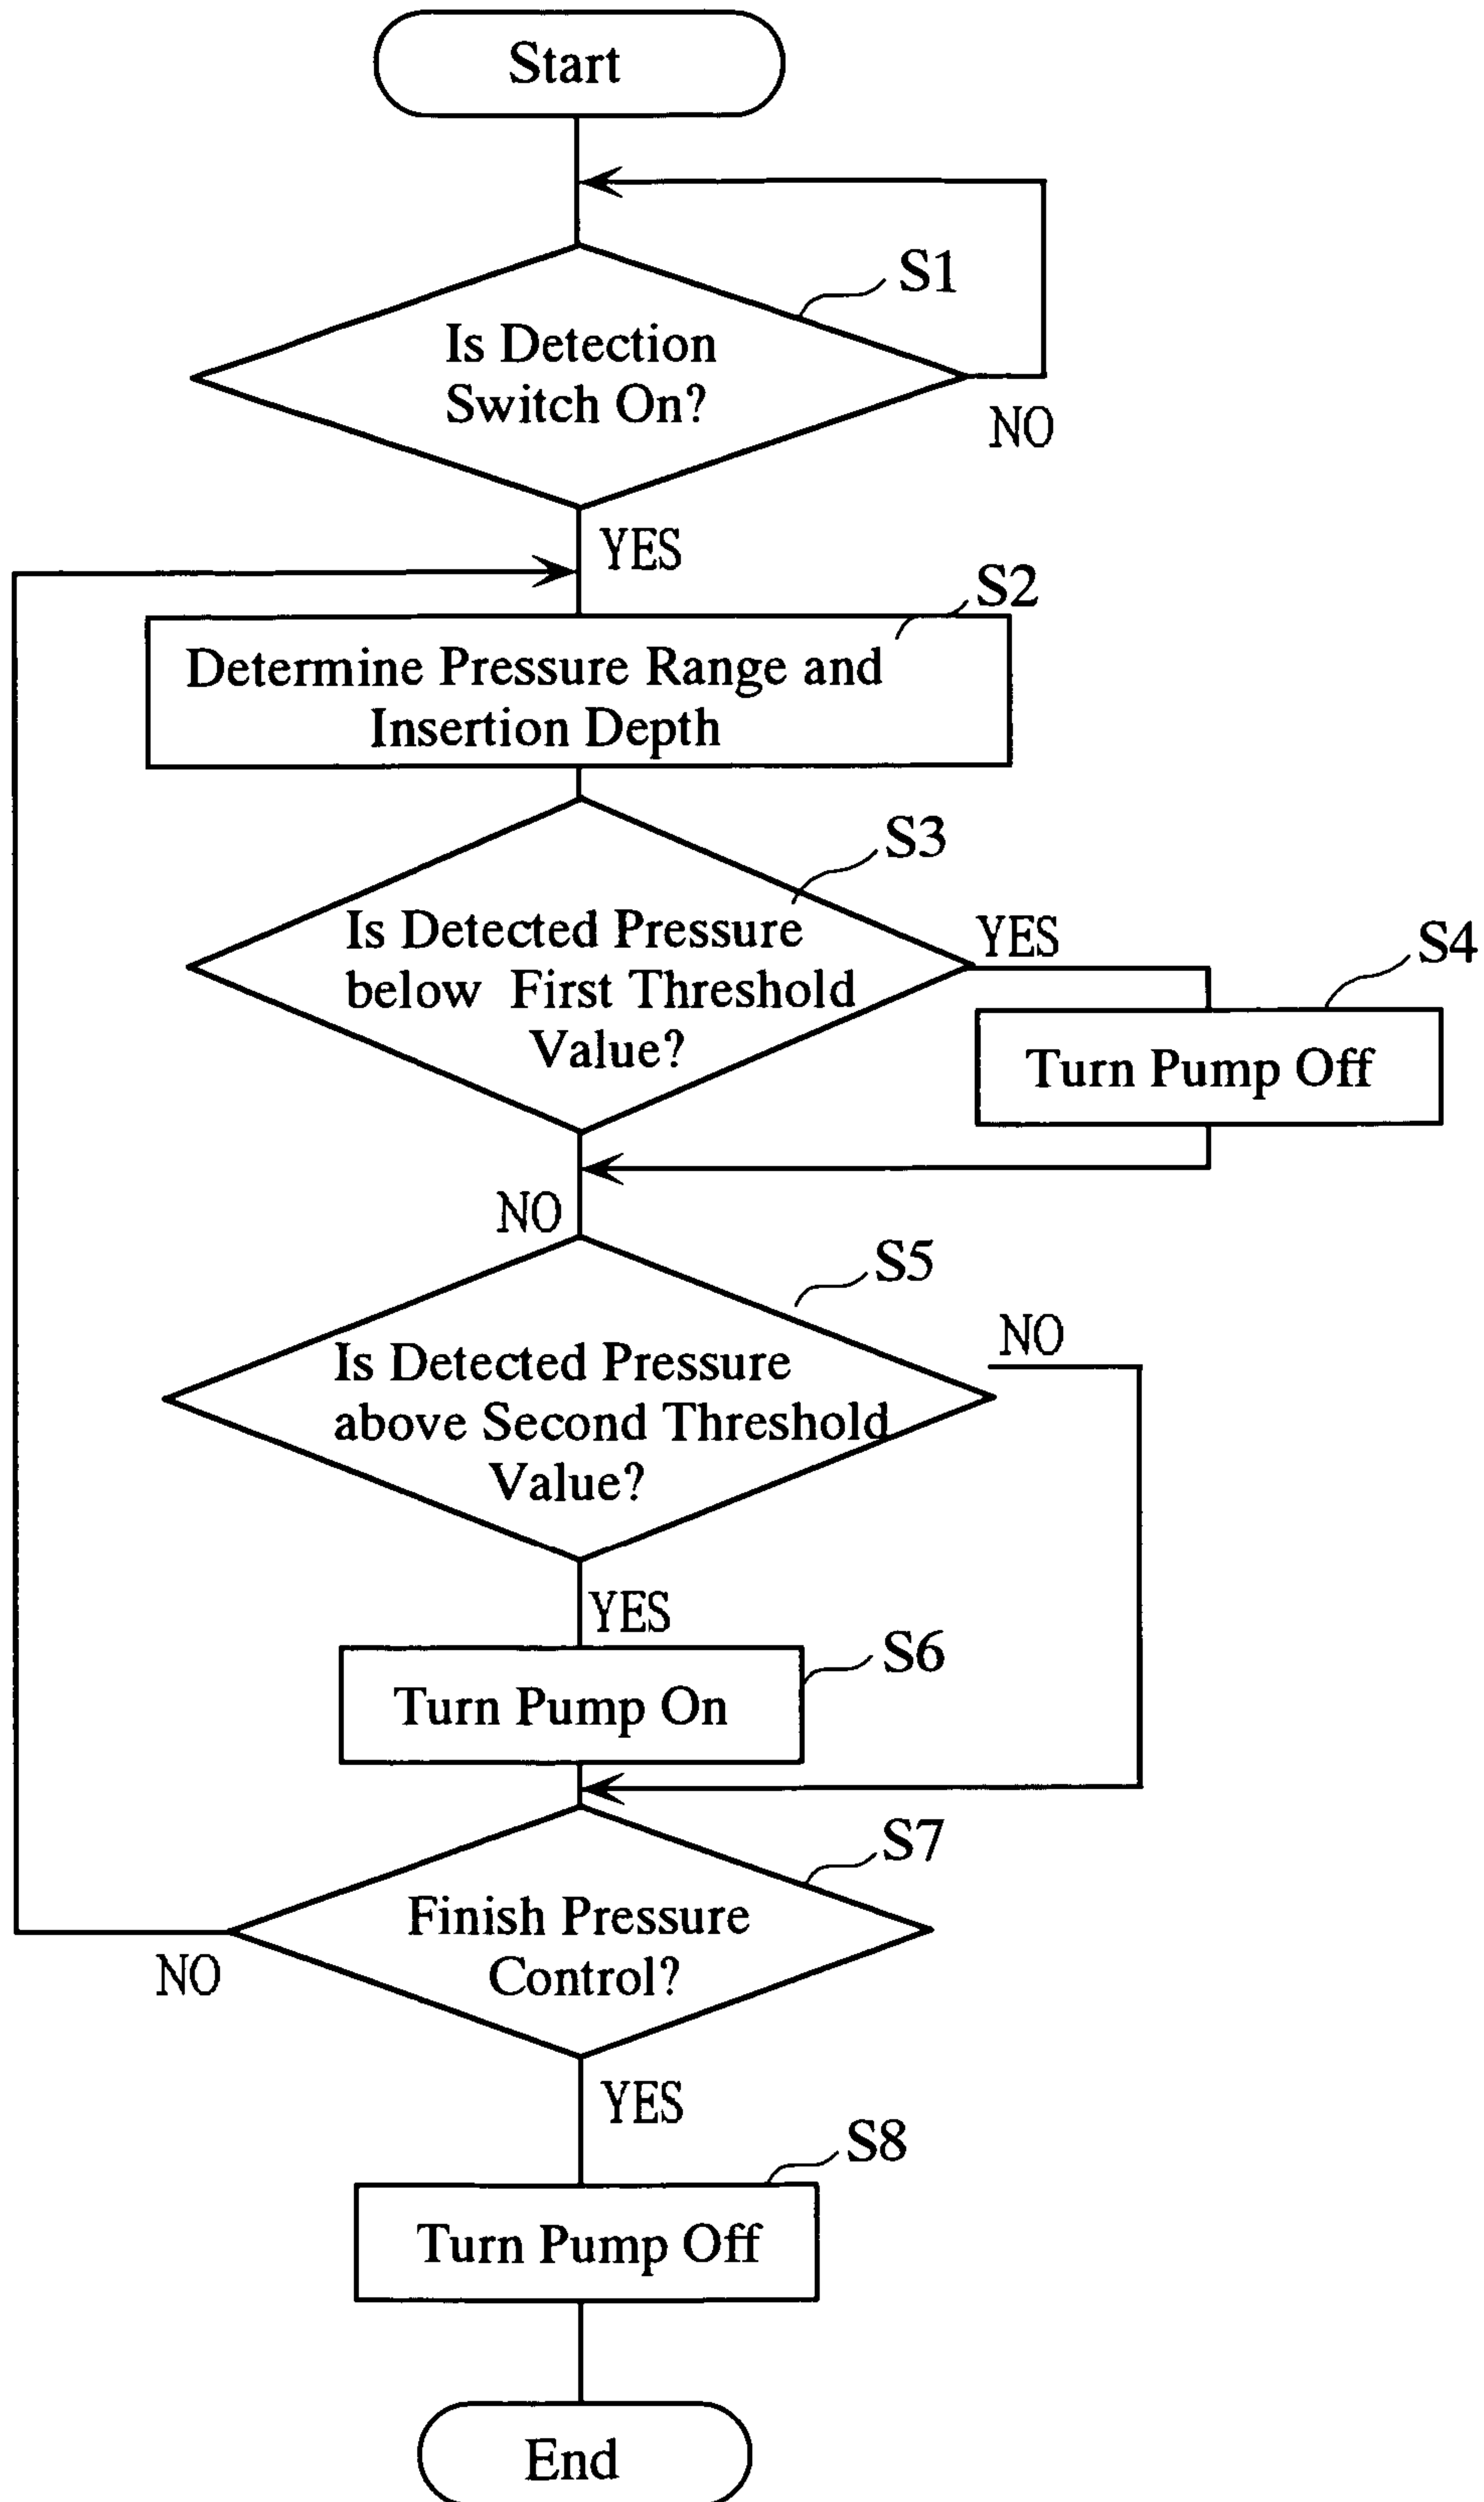 Start
S1
Is Detection
Switch On?
NO
YES
S2
Determine Pressure Range and
Insertion Depth
S3
Is Detected Pressure
below First Threshold
Value?
YES
S4
Turn Pump Off
NO
S5
Is Detected Pressure
above Second Threshold
Value?
NO
YES
S6
Turn Pump On
S7
Finish Pressure
Control?
NO
YES
S8
Turn Pump Off
End